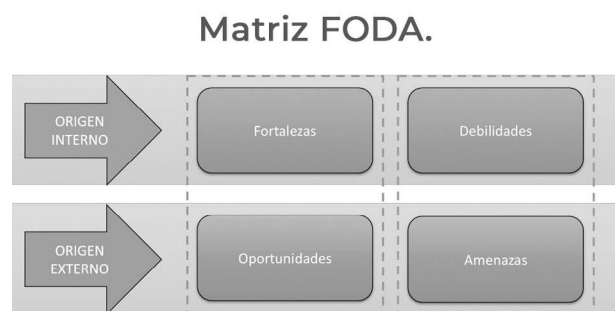 Matriz FODA.
ORIGEN
INTERNO
Fortalezas
Debilidades
ORIGEN
EXTERNO
Oportunidades
Amenazas